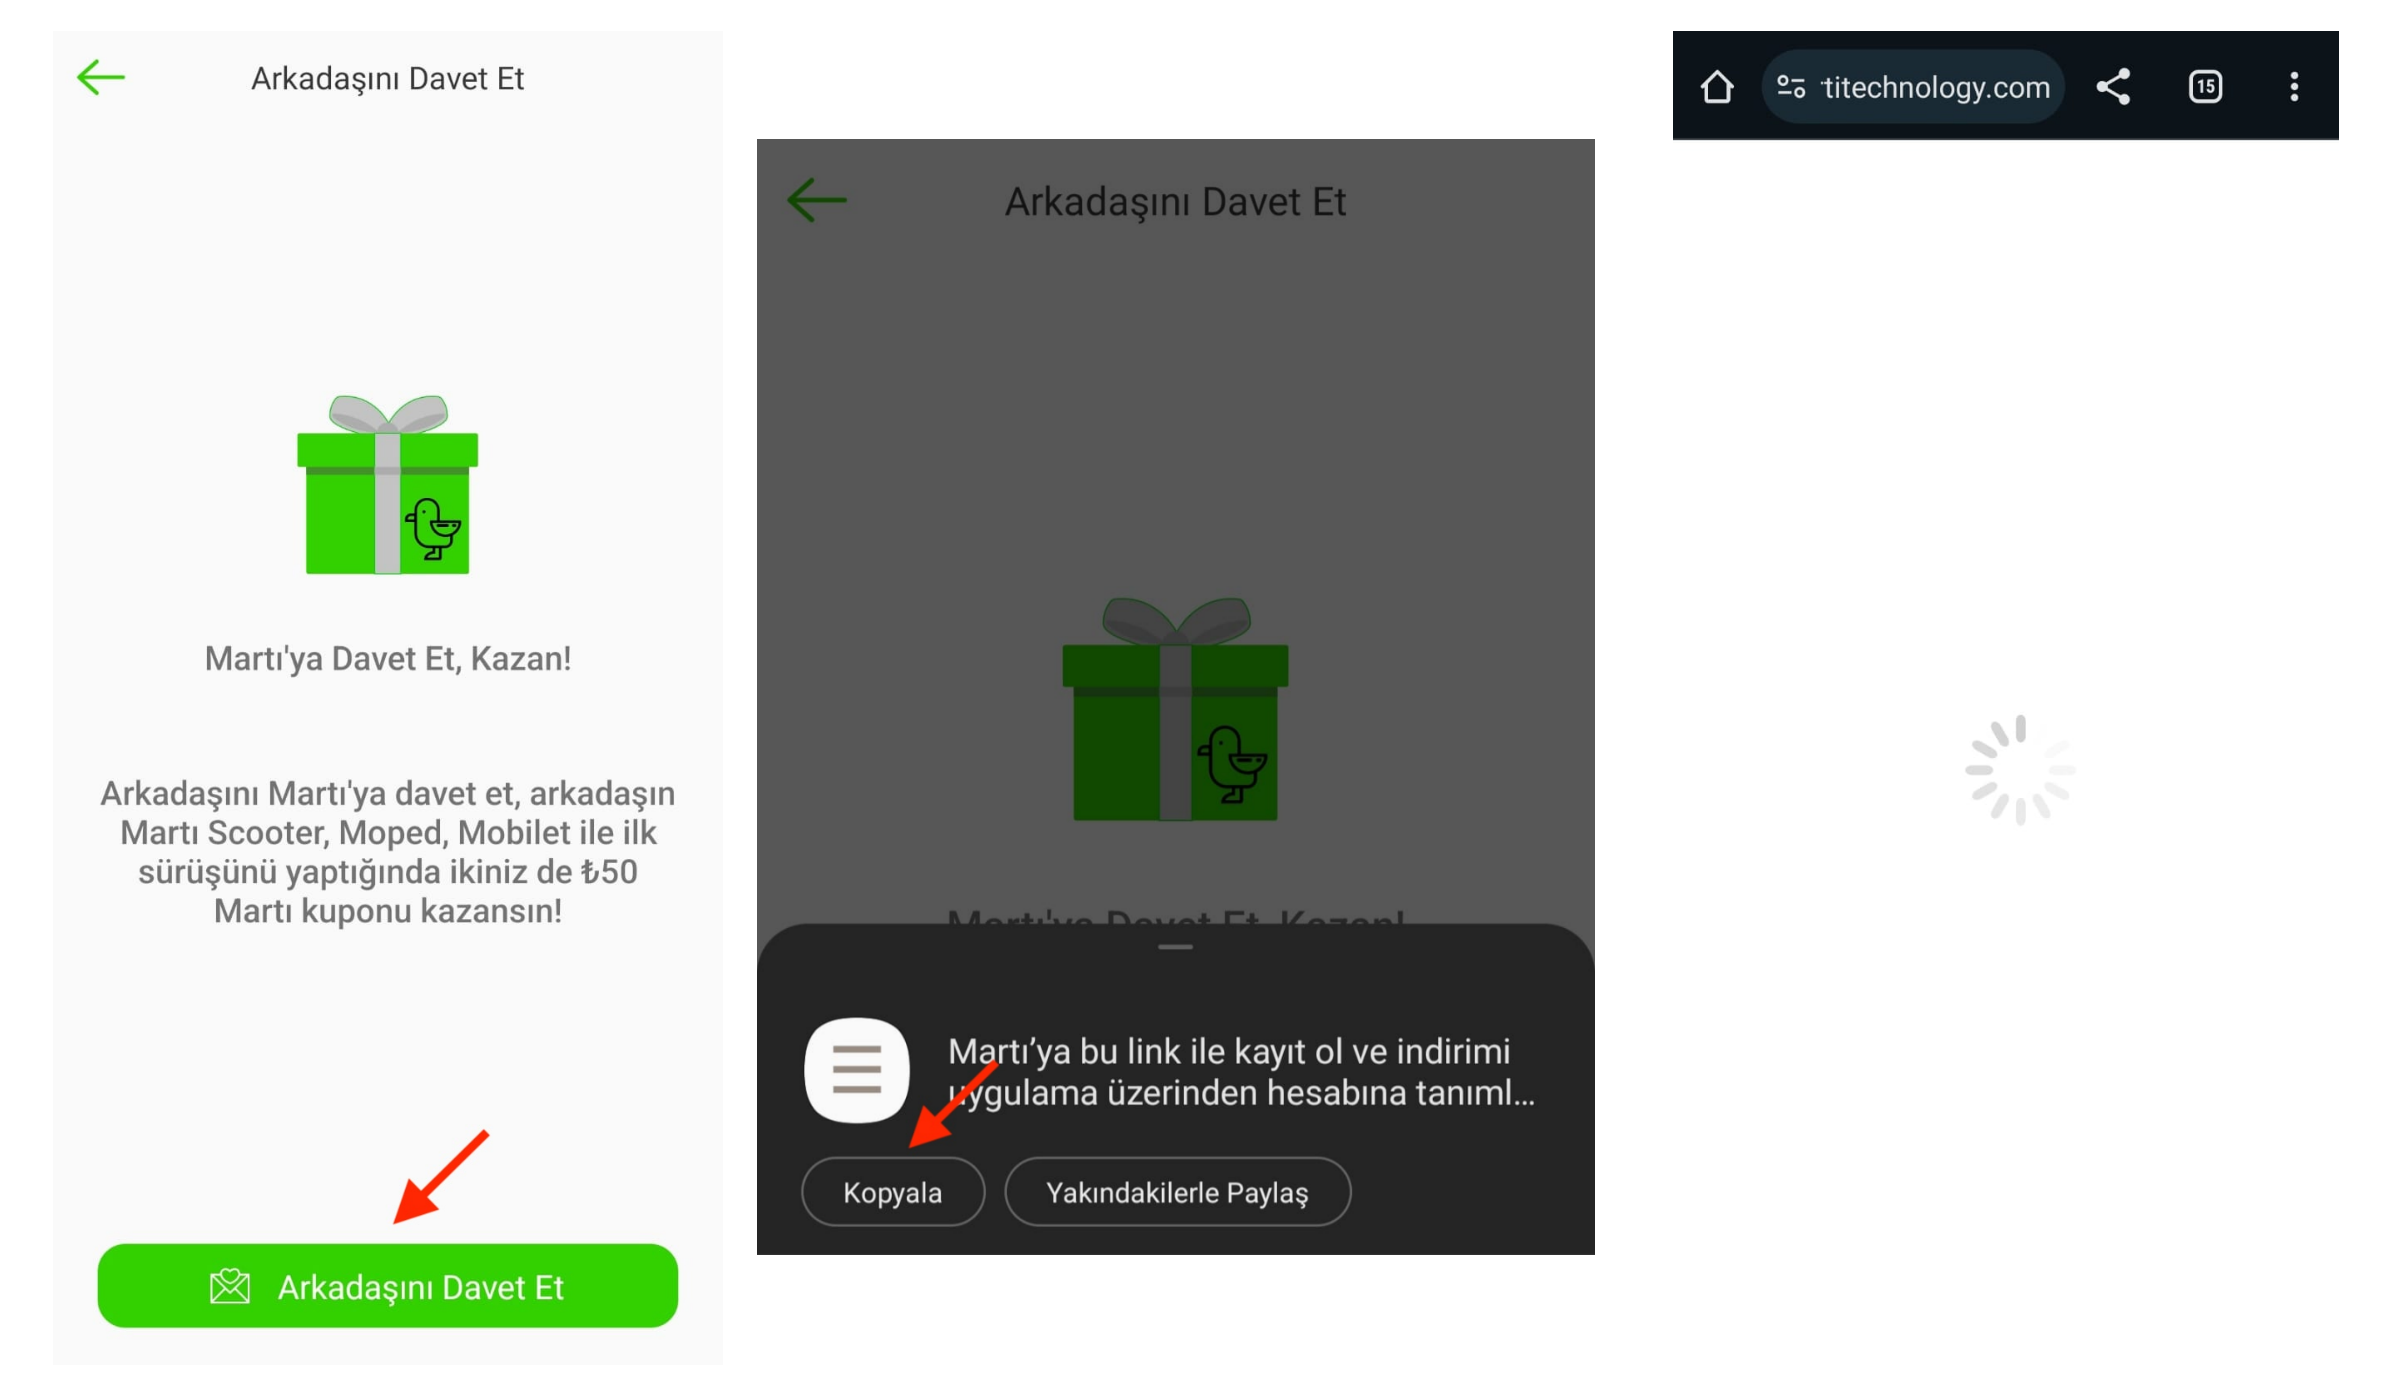 Arkadaşını Davet Et
Martı'ya Davet Et, Kazan!
Arkadaşını Martı'ya davet et, arkadaşın
Martı Scooter, Moped, Mobilet ile ilk
sürüşünü yaptığında ikiniz de ₺50
Martı kuponu kazansın!
Arkadaşını Davet Et
Arkadaşını Davet Et
Martı'ya Davet Et, Kazan!
Martı’ya bu link ile kayıt ol ve indirimi
uygulama üzerinden hesabına tanıml...
Kopyala
Yakındakilerle Paylaş
titechnology.com
15